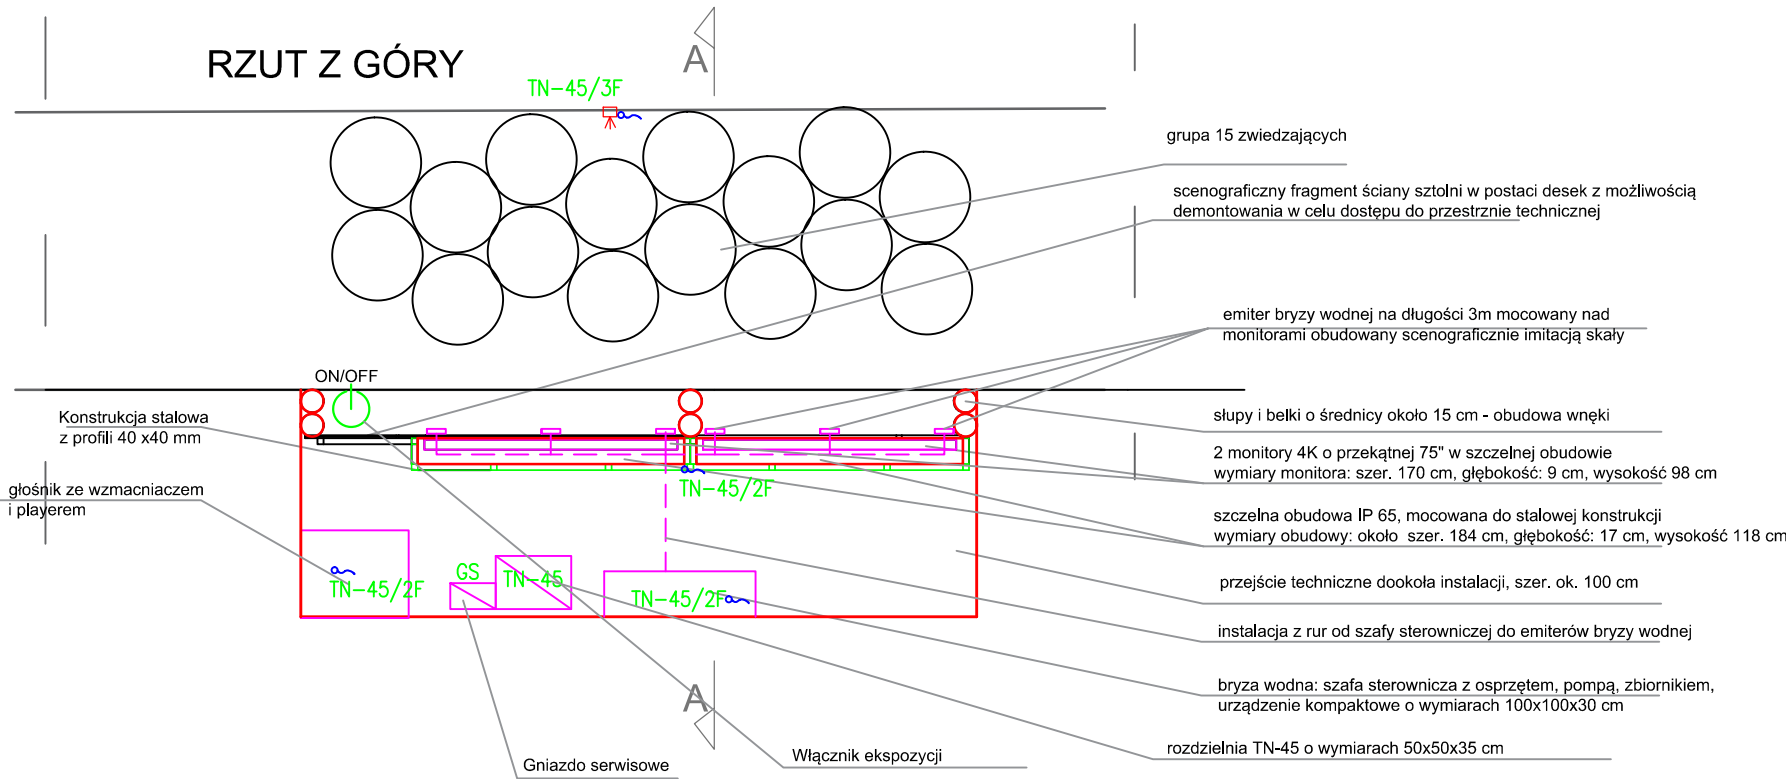 RZUT Z GÓRY
A
TN-45/3F
grupa 15 zwiedzających
scenograficzny fragment ściany sztolni w postaci desek z możliwością
demontowania w celu dostępu do przestrznie technicznej
emiter bryzy wodnej na długości 3m mocowany nad
monitorami obudowany scenograficznie imitacją skały
ON/OFF
Konstrukcja stalowa
z profili 40 x40 mm
słupy i belki o średnicy około 15 cm - obudowa wnęki
2 monitory 4K o przekątnej 75" w szczelnej obudowie
wymiary monitora: szer. 170 cm, głębokość: 9 cm, wysokość 98 cm
głośnik ze wzmacniaczem
i playerem
TN-45/2F
szczelna obudowa IP 65, mocowana do stalowej konstrukcji
wymiary obudowy: około szer. 184 cm, głębokość: 17 cm, wysokość 118 cm
TN-45/2F
GS
TN-45
TN-45/2F
przejście techniczne dookoła instalacji, szer. ok. 100 cm
instalacja z rur od szafy sterowniczej do emiterów bryzy wodnej
bryza wodna: szafa sterownicza z osprzętem, pompą, zbiornikiem,
urządzenie kompaktowe o wymiarach 100x100x30 cm
A
rozdzielnia TN-45 o wymiarach 50x50x35 cm
Włącznik ekspozycji
Gniazdo serwisowe